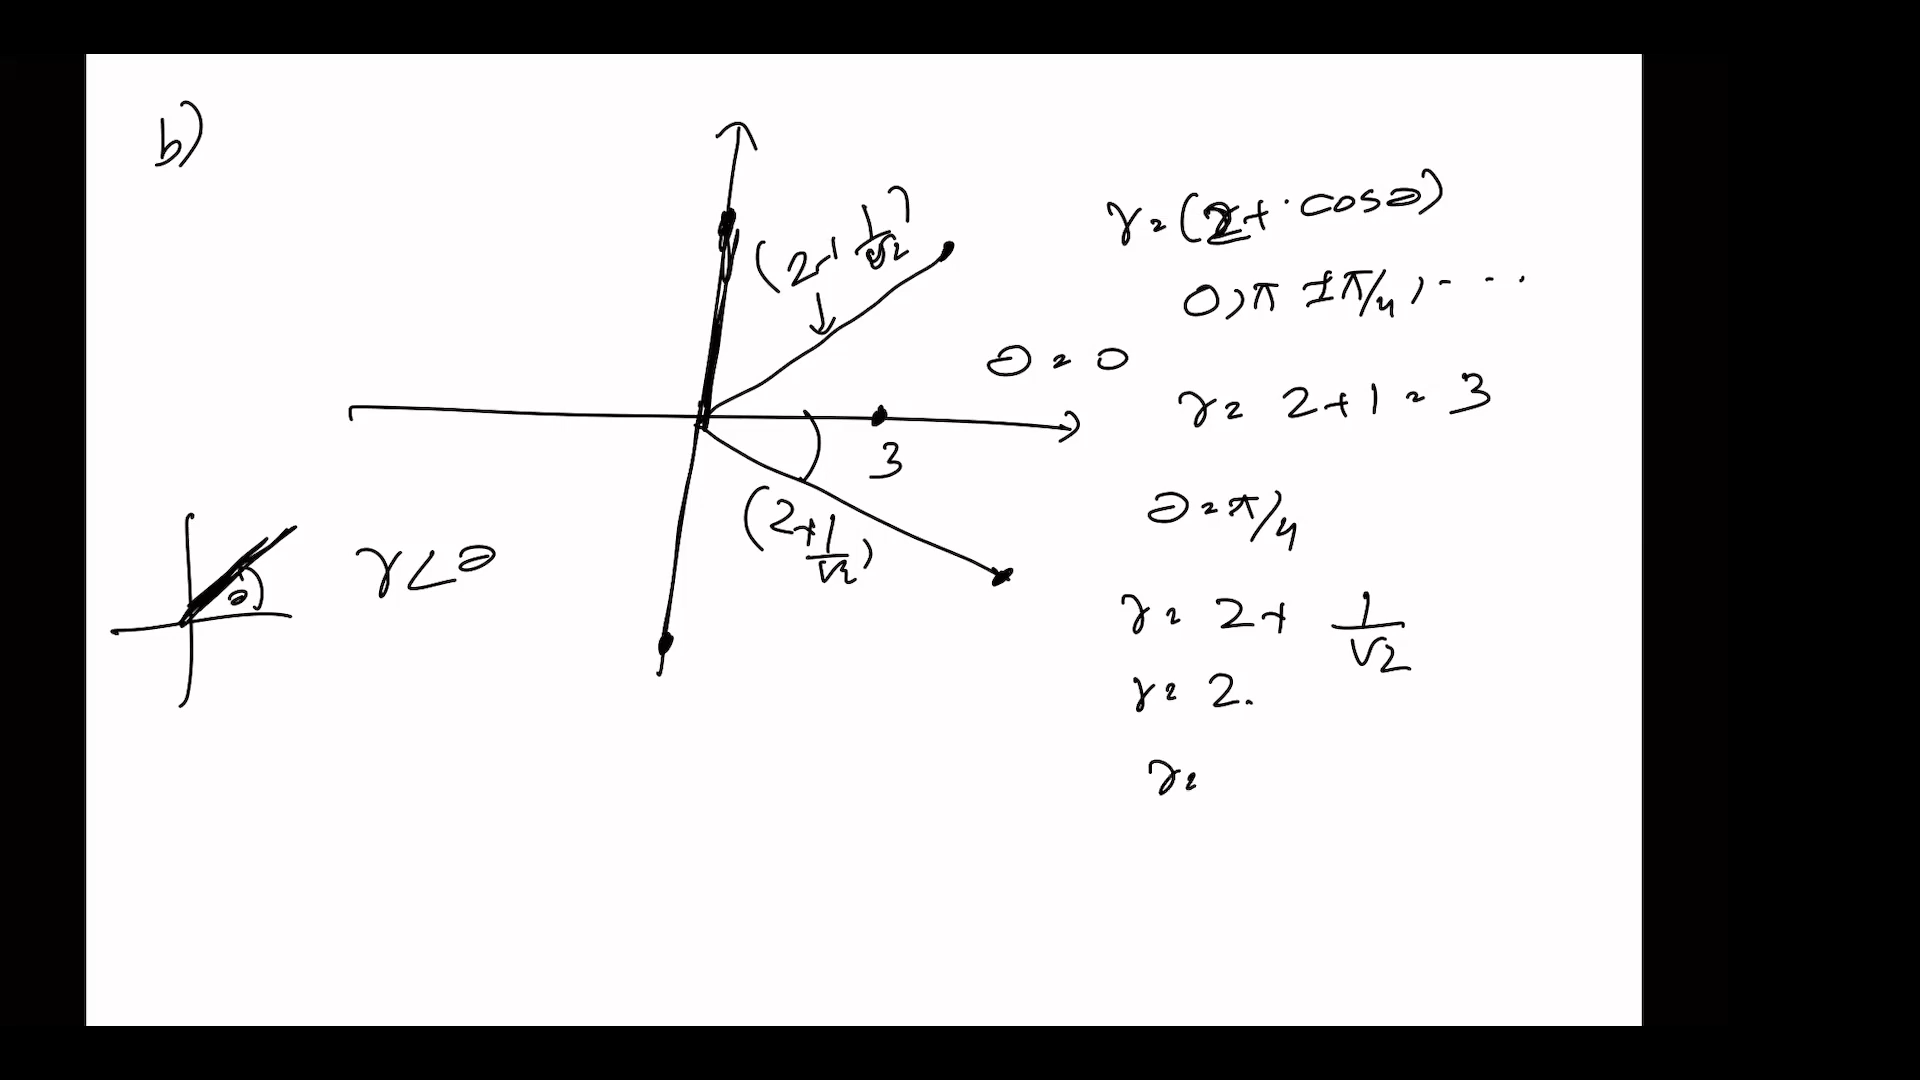 b)
r = (2 + cosθ)
0, π ±π/4, - - - -
(2 + 1/√2)
θ = 0
r = 2 + 1 = 3
3
θ = π/4
(2 + 1/√2)
r∠θ
θ
r = 2 + 1/√2
r = 2.
r =